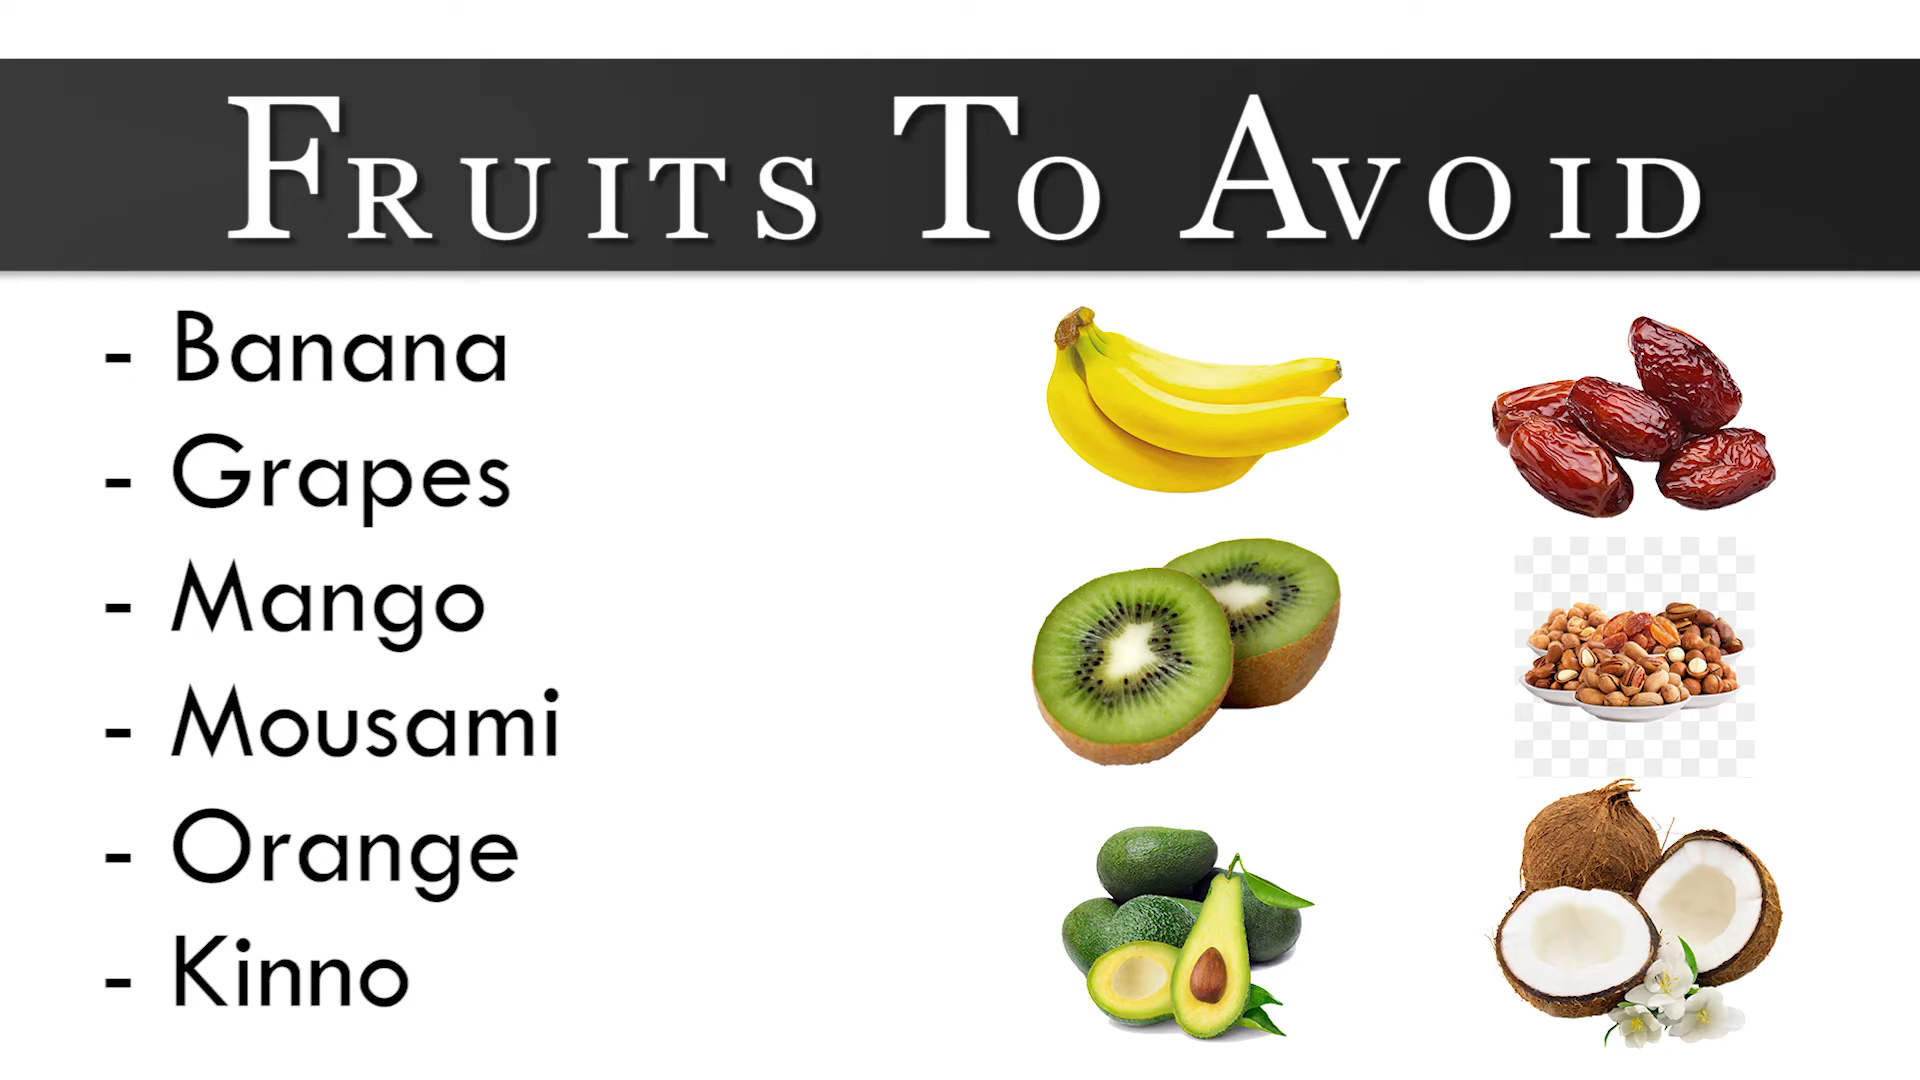 Fruits To Avoid
- Banana
- Grapes
- Mango
- Mousami
- Orange
- Kinno